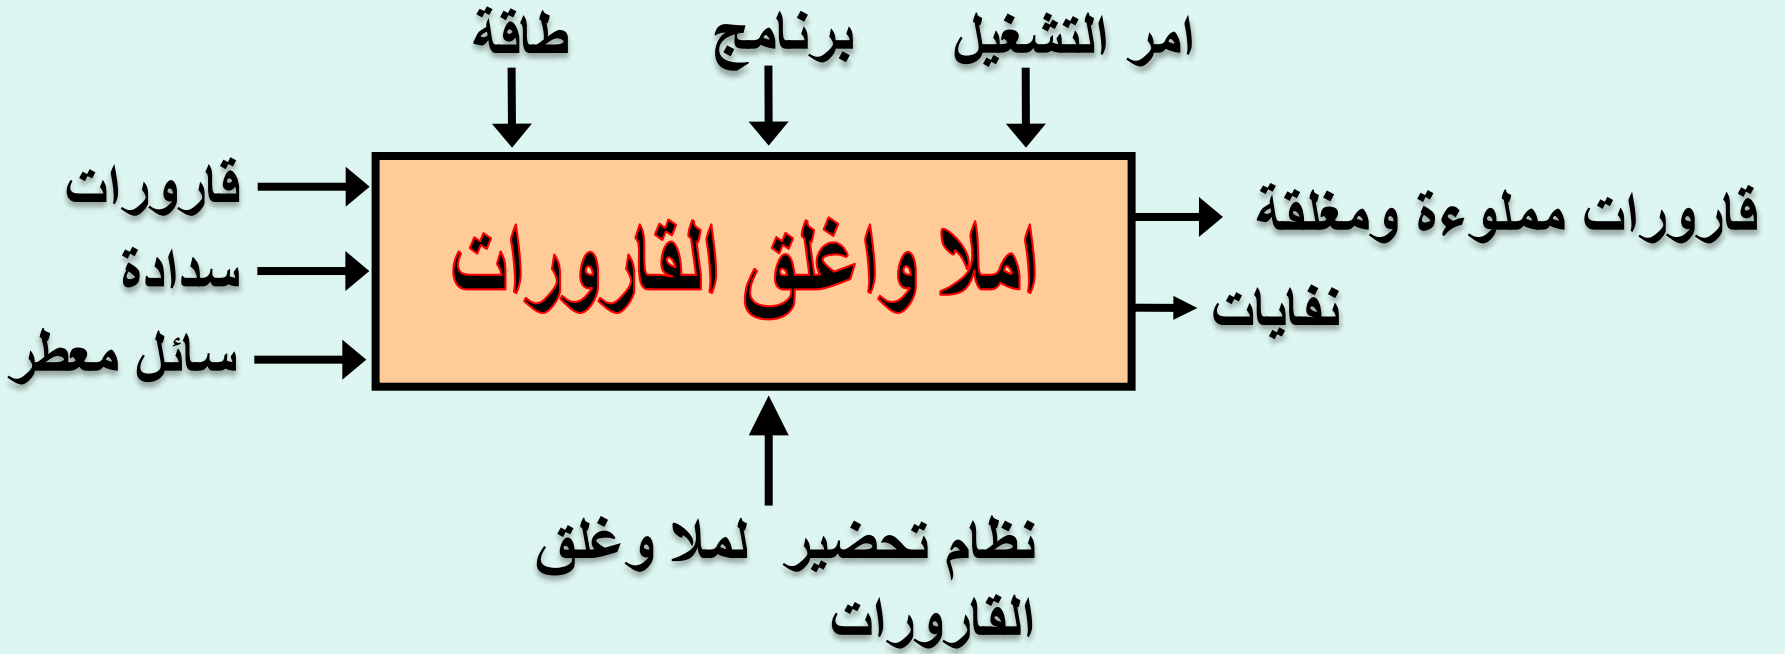 امر التشغيل
برنامج
طاقة
قارورات
سدادة
سائل معطر
املا واغلق القارورات
قارورات مملوءة ومغلقة
نفايات
نظام تحضير لملا وغلق
القارورات